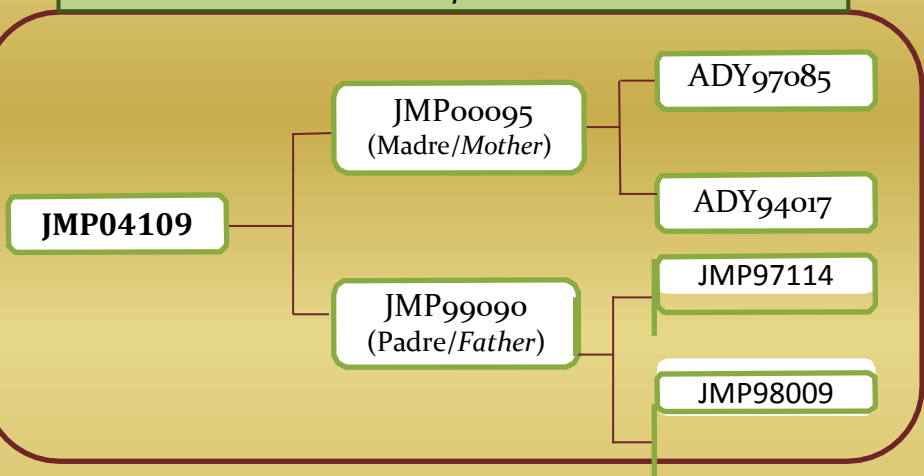 JMP04109
JMP00095
(Madre/Mother)
JMP99090
(Padre/Father)
ADY97085
ADY94017
JMP97114
JMP98009